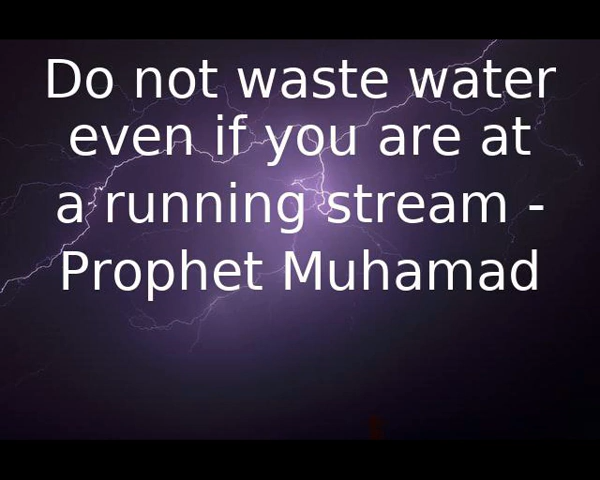 Do not waste water
even if you are at
a running stream -
Prophet Muhamad